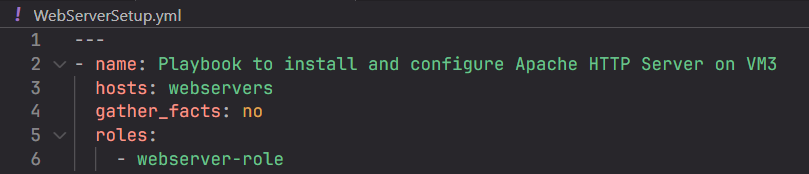 ! WebServerSetup.yml
1 ---
2 - name: Playbook to install and configure Apache HTTP Server on VM3
3 hosts: webservers
4 gather_facts: no
5 roles:
6 - webserver-role